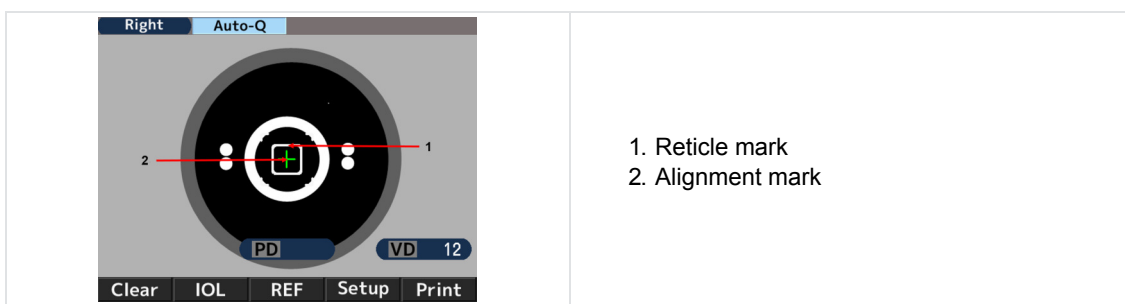 Right Auto-Q
1
2
PD VD 12
Clear IOL REF Setup Print
1. Reticle mark
2. Alignment mark